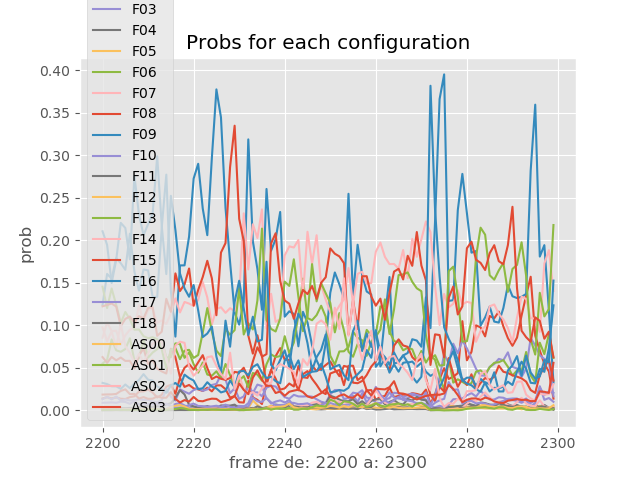 F03
F04
F05
F06
F07
F08
F09
F10
F11
F12
F13
F14
F15
F16
F17
F18
AS00
AS01
AS02
AS03
Probs for each configuration
0.40
0.35
0.30
0.25
0.20
0.15
0.10
0.05
0.00
prob
2200
2220
2240
2260
2280
2300
frame de: 2200 a: 2300